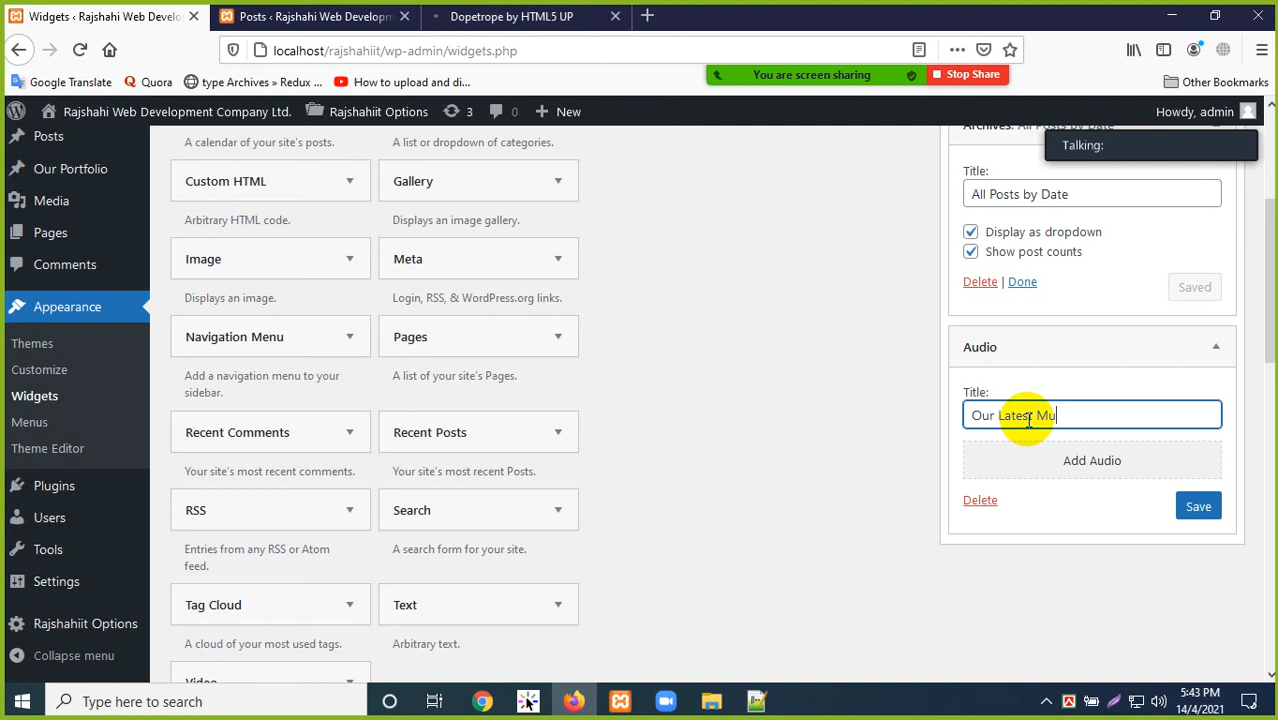 Widgets ‹ Rajshahi Web Develo
Posts ‹ Rajshahi Web Developm
Dopetrope by HTML5 UP
localhost/rajshahiit/wp-admin/widgets.php
Google Translate
Quora
type Archives » Redux ...
How to upload and di...
You are screen sharing
Stop Share
Other Bookmarks
Rajshahi Web Development Company Ltd.
Rajshahiit Options
3
0
New
Howdy, admin
Talking:
Posts
Our Portfolio
Media
Pages
Comments
Appearance
Themes
Customize
Widgets
Menus
Theme Editor
Plugins
Users
Tools
Settings
Rajshahiit Options
Collapse menu
A calendar of your site's posts.
A list or dropdown of categories.
Custom HTML
Gallery
Arbitrary HTML code.
Displays an image gallery.
Image
Meta
Displays an image.
Login, RSS, & WordPress.org links.
Navigation Menu
Pages
Add a navigation menu to your
sidebar.
A list of your site's Pages.
Recent Comments
Recent Posts
Your site's most recent comments.
Your site's most recent Posts.
RSS
Search
Entries from any RSS or Atom
feed.
A search form for your site.
Tag Cloud
Text
A cloud of your most used tags.
Arbitrary text.
Video
Archives: All Posts by Date
Title:
All Posts by Date
Display as dropdown
Show post counts
Delete | Done
Saved
Audio
Title:
Our Latest Mu
Add Audio
Delete
Save
Type here to search
5:43 PM
14/4/2021